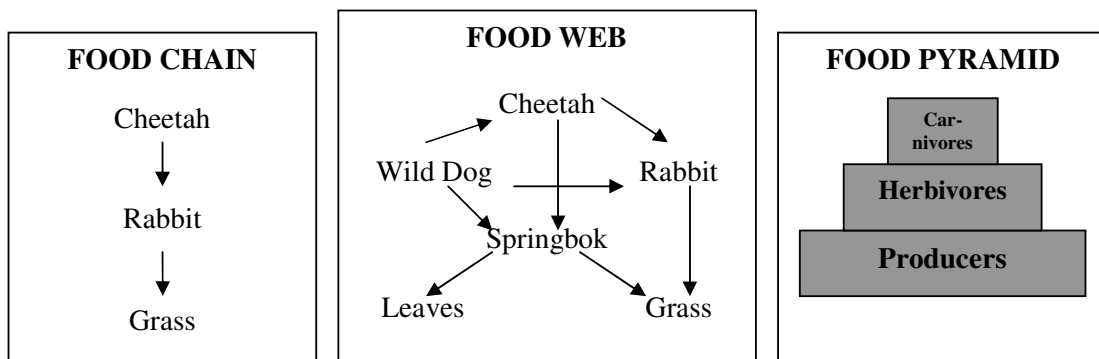 FOOD CHAIN
Cheetah
Rabbit
Grass
FOOD WEB
Cheetah
Wild Dog
Rabbit
Springbok
Leaves
Grass
FOOD PYRAMID
Car-
nivores
Herbivores
Producers